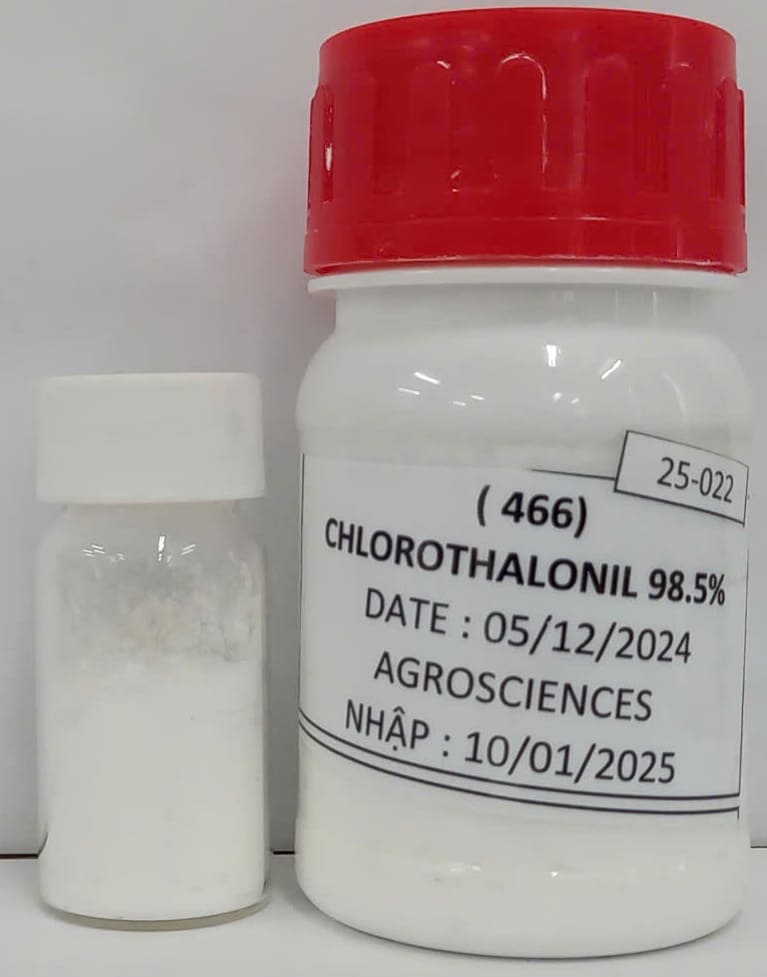 25-022
( 466)
CHLOROTHALONIL 98.5%
DATE : 05/12/2024
AGROSCIENCES
NHẬP : 10/01/2025